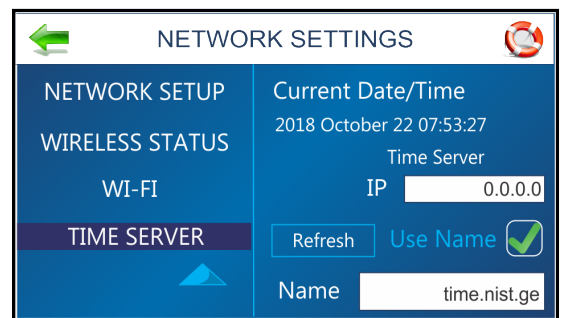 NETWORK SETTINGS
NETWORK SETUP
WIRELESS STATUS
WI-FI
TIME SERVER
Current Date/Time
2018 October 22 07:53:27
Time Server
IP 0.0.0.0
Refresh Use Name
Name time.nist.ge